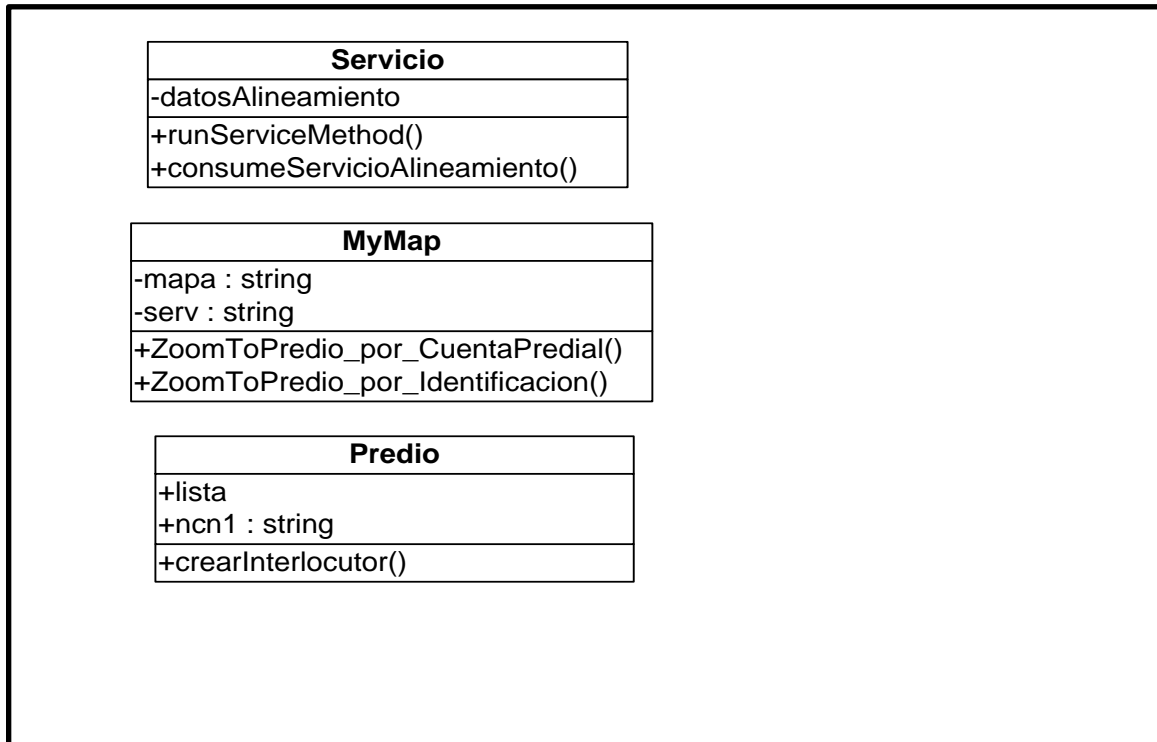 Servicio
-datosAlineamiento
+runServiceMethod()
+consumeServicioAlineamiento()
MyMap
-mapa : string
-serv : string
+ZoomToPredio_por_CuentaPredial()
+ZoomToPredio_por_Identificacion()
Predio
+lista
+ncn1 : string
+crearInterlocutor()